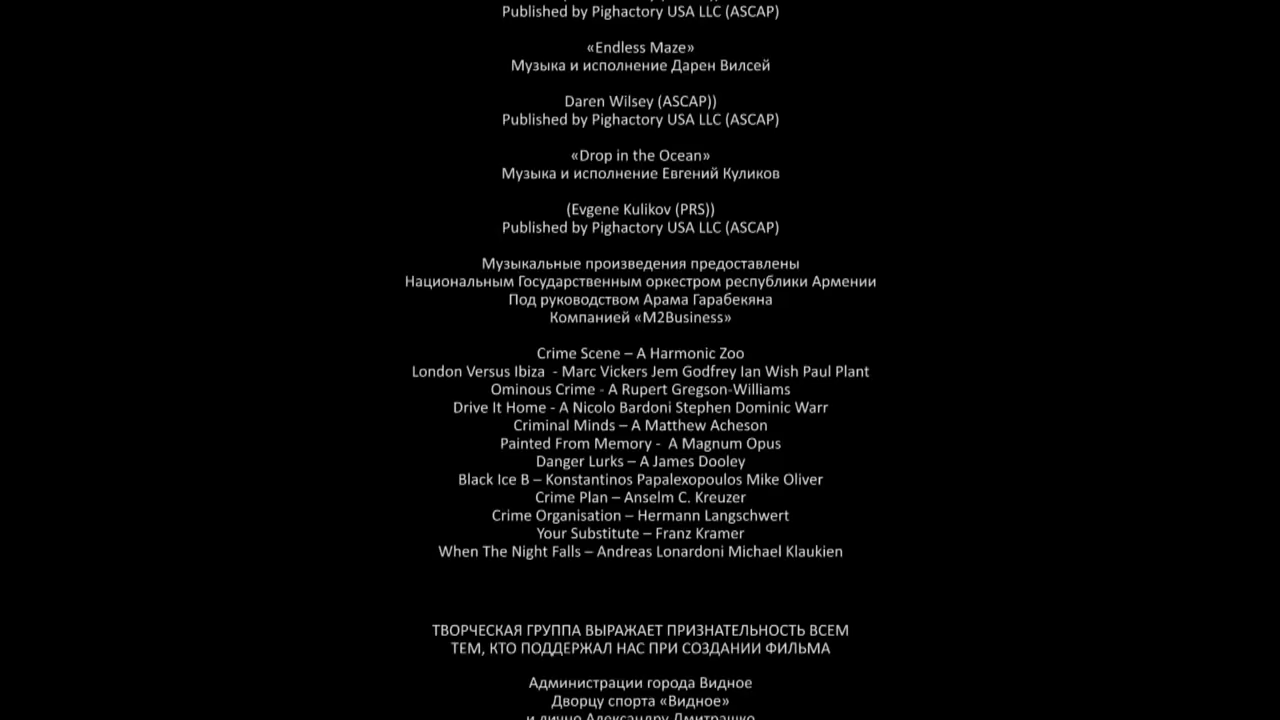 Published by Pighactory USA LLC (ASCAP)
«Endless Maze»
Музыка и исполнение Дарен Вилсей
Daren Wilsey (ASCAP))
Published by Pighactory USA LLC (ASCAP)
«Drop in the Ocean»
Музыка и исполнение Евгений Куликов
(Evgene Kulikov (PRS))
Published by Pighactory USA LLC (ASCAP)
Музыкальные произведения предоставлены
Национальным Государственным оркестром республики Армении
Под руководством Арама Гарабекяна
Компанией «M2Business»
Crime Scene – A Harmonic Zoo
London Versus Ibiza - Marc Vickers Jem Godfrey Ian Wish Paul Plant
Ominous Crime - A Rupert Gregson-Williams
Drive It Home - A Nicolo Bardoni Stephen Dominic Warr
Criminal Minds – A Matthew Acheson
Painted From Memory - A Magnum Opus
Danger Lurks – A James Dooley
Black Ice B – Konstantinos Papalexopoulos Mike Oliver
Crime Plan – Anselm C. Kreuzer
Crime Organisation – Hermann Langschwert
Your Substitute – Franz Kramer
When The Night Falls – Andreas Lonardoni Michael Klaukien
ТВОРЧЕСКАЯ ГРУППА ВЫРАЖАЕТ ПРИЗНАТЕЛЬНОСТЬ ВСЕМ
ТЕМ, КТО ПОДДЕРЖАЛ НАС ПРИ СОЗДАНИИ ФИЛЬМА
Администрации города Видное
Дворцу спорта «Видное»
и лично Александру Дмитрашко